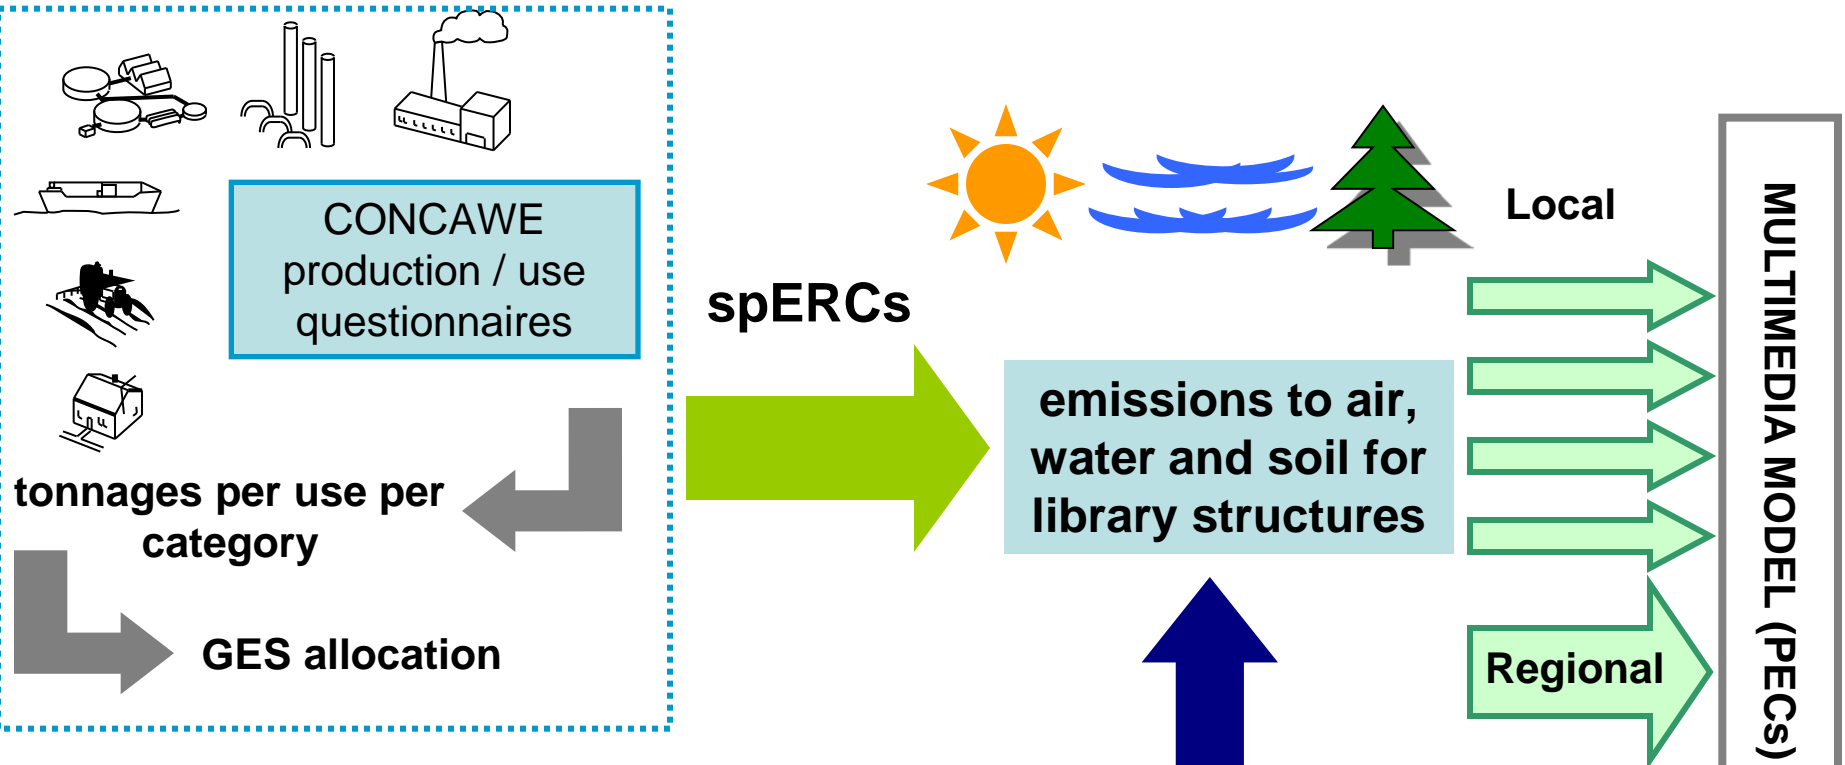 CONCAWE
production / use
questionnaires
tonnages per use per
category
GES allocation
spERCs
emissions to air,
water and soil for
library structures
Local
Regional
MULTIMEDIA MODEL (PECs)